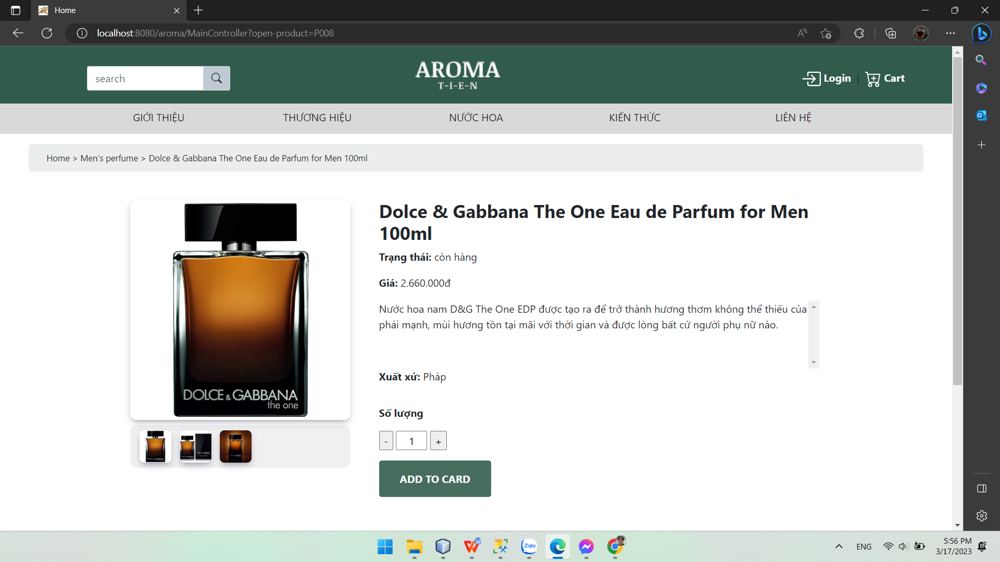 Home
localhost:8080/aroma/MainController?open-product=P008
search
AROMA
T-I-E-N
Login | Cart
GIỚI THIỆU
THƯƠNG HIỆU
NƯỚC HOA
KIẾN THỨC
LIÊN HỆ
Home > Men’s perfume > Dolce & Gabbana The One Eau de Parfum for Men 100ml
DOLCE & GABBANA
the one
Dolce & Gabbana The One Eau de Parfum for Men
100ml
Trạng thái: còn hàng
Giá: 2.660.000đ
Nước hoa nam D&G The One EDP được tạo ra để trở thành hương thơm không thể thiếu của
phái mạnh, mùi hương tồn tại mãi với thời gian và được lòng bất cứ người phụ nữ nào.
Xuất xứ: Pháp
Số lượng
- 1 +
ADD TO CARD
Zalo
ENG
5:56 PM
3/17/2023